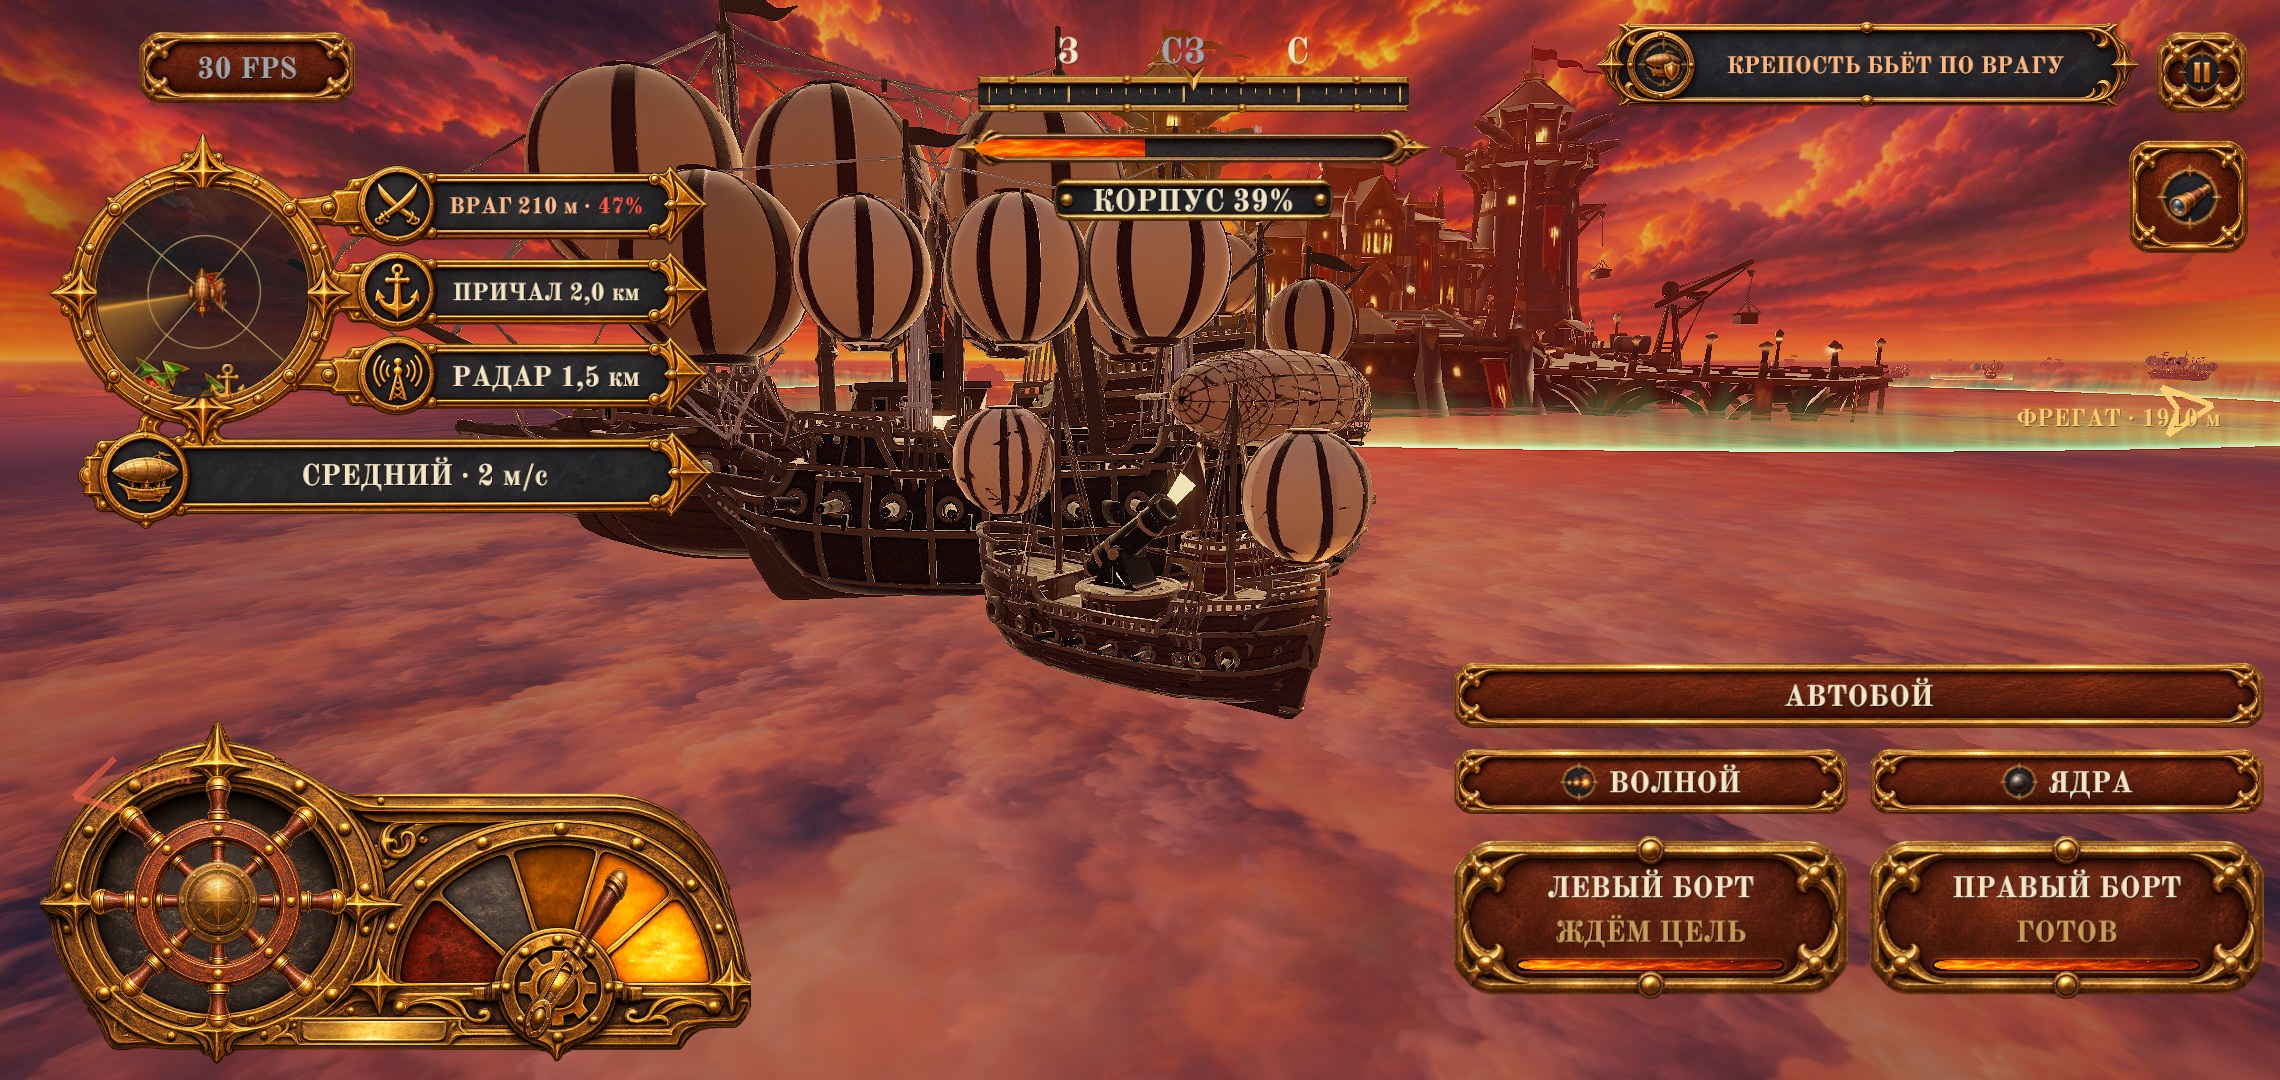 30 FPS
З СЗ С
КРЕПОСТЬ БЬЁТ ПО ВРАГУ
КОРПУС 39%
ВРАГ 210 м · 47%
ПРИЧАЛ 2,0 км
РАДАР 1,5 км
СРЕДНИЙ · 2 м/с
ФРЕГАТ · 1910 м
АВТОБОЙ
ВОЛНОЙ
ЯДРА
ЛЕВЫЙ БОРТ
ЖДЁМ ЦЕЛЬ
ПРАВЫЙ БОРТ
ГОТОВ